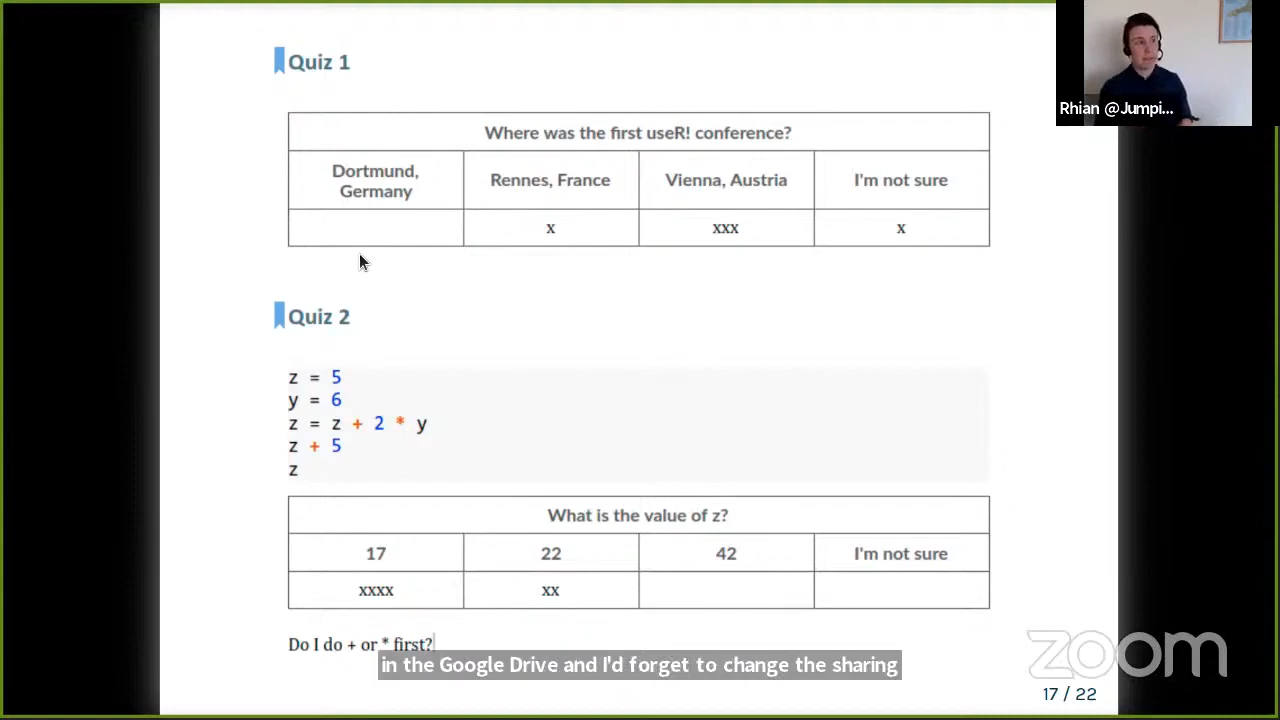 Quiz 1
Where was the first useR! conference?
Dortmund,
Germany
Rennes, France
Vienna, Austria
I'm not sure
x
xxx
x
Quiz 2
z = 5
y = 6
z = z + 2 * y
z + 5
z
What is the value of z?
17
22
42
I'm not sure
xxxx
xx
Do I do + or * first?
in the Google Drive and I'd forget to change the sharing
Rhian @Jumpi...
zoom
17 / 22